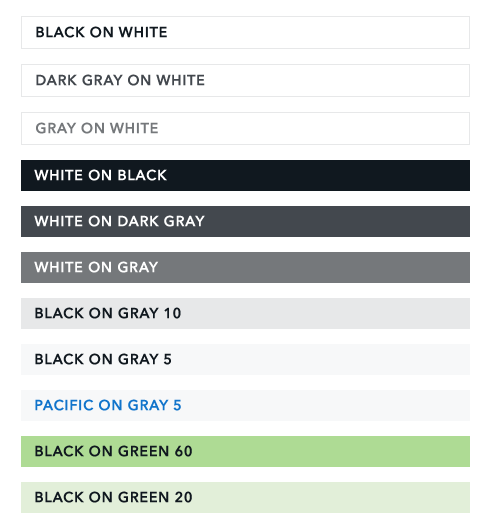 BLACK ON WHITE
DARK GRAY ON WHITE
GRAY ON WHITE
WHITE ON BLACK
WHITE ON DARK GRAY
WHITE ON GRAY
BLACK ON GRAY 10
BLACK ON GRAY 5
PACIFIC ON GRAY 5
BLACK ON GREEN 60
BLACK ON GREEN 20